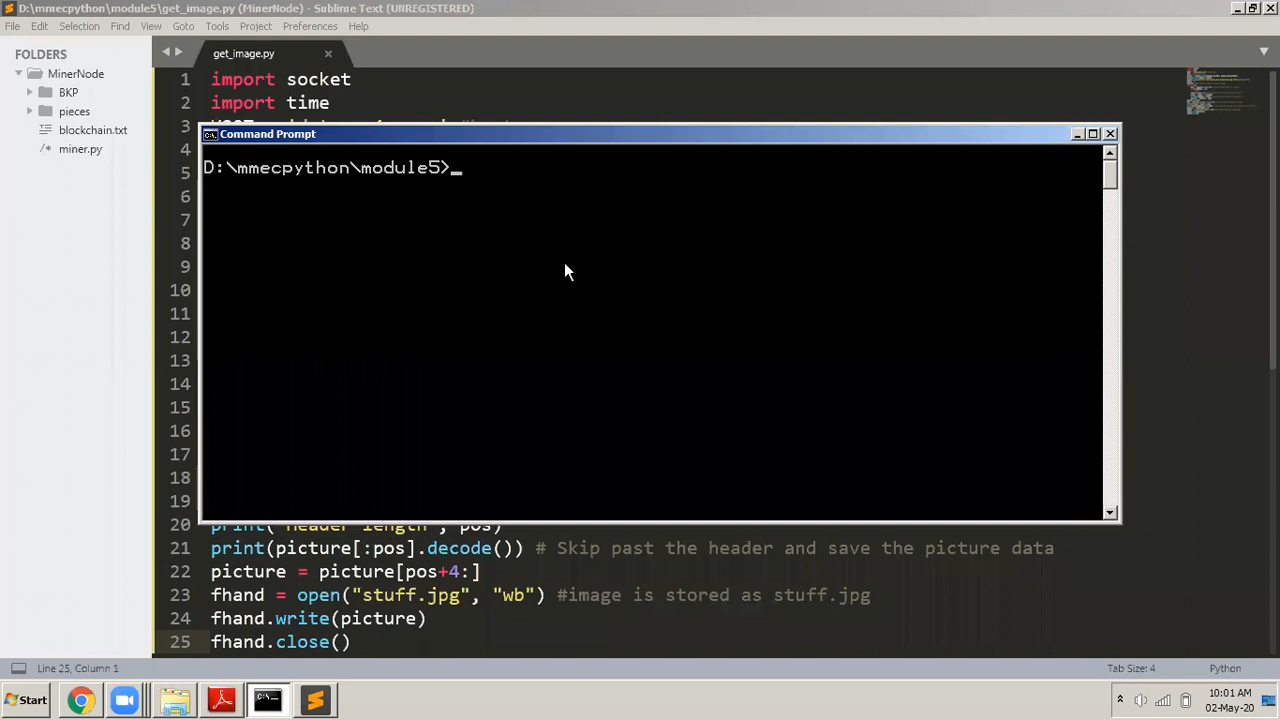 D:\mmecpython\module5\get_image.py (MinerNode) - Sublime Text (UNREGISTERED)
File Edit Selection Find View Goto Tools Project Preferences Help
FOLDERS
MinerNode
BKP
pieces
blockchain.txt
miner.py
get_image.py
1 import socket
2 import time
3
Command Prompt
D:\mmecpython\module5>_
4
5
6
7
8
9
10
11
12
13
14
15
16
17
18
19
20 print("Header length", pos)
21 print(picture[:pos].decode()) # Skip past the header and save the picture data
22 picture = picture[pos+4:]
23 fhand = open("stuff.jpg", "wb") #image is stored as stuff.jpg
24 fhand.write(picture)
25 fhand.close()
Line 25, Column 1
Tab Size: 4
Python
Start
10:01 AM
02-May-20